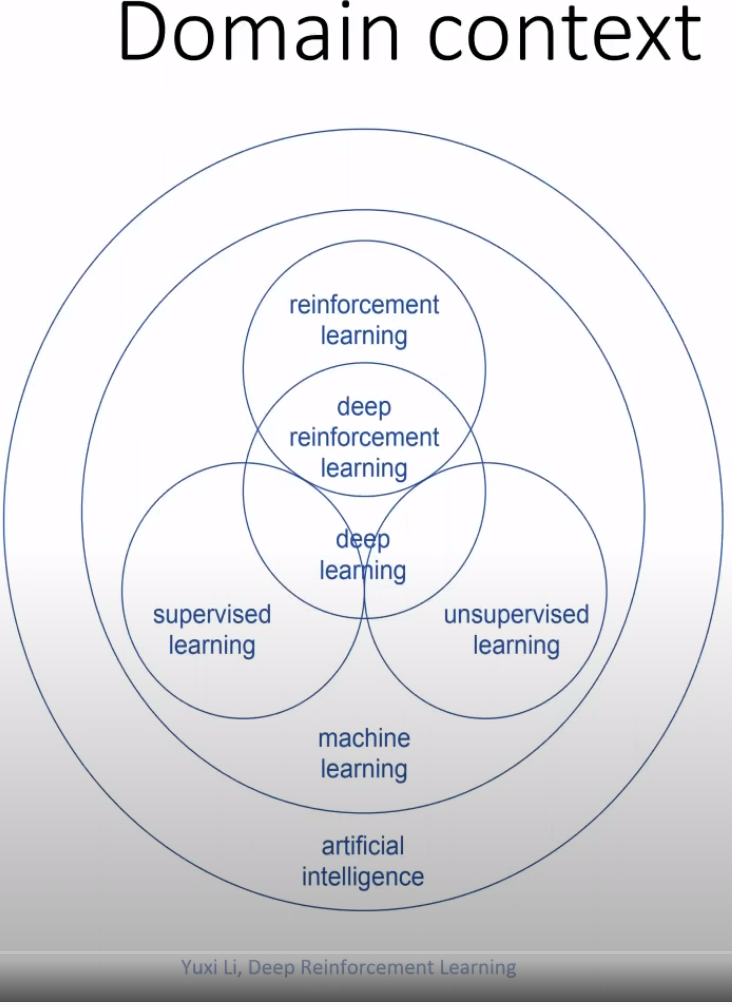 Domain context
reinforcement
learning
deep
reinforcement
learning
deep
learning
supervised
learning
unsupervised
learning
machine
learning
artificial
intelligence
Yuxi Li, Deep Reinforcement Learning